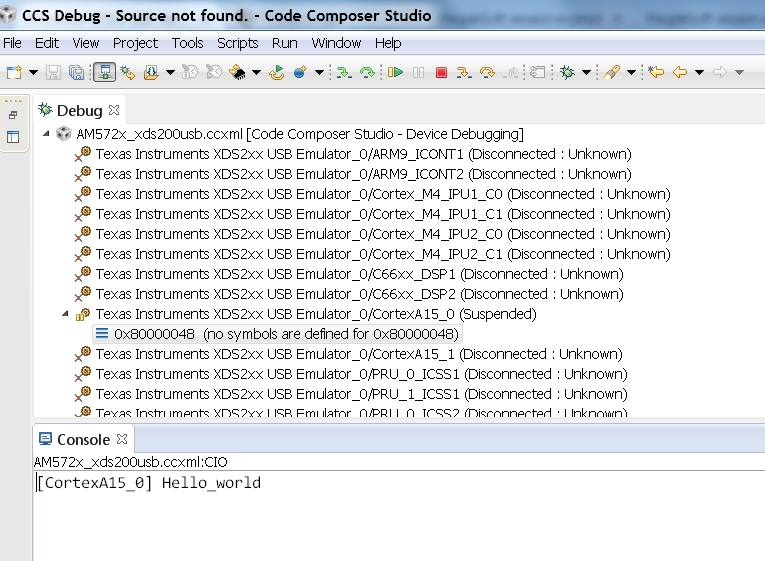 CCS Debug - Source not found. - Code Composer Studio
File Edit View Project Tools Scripts Run Window Help
Debug
AM572x_xds200usb.ccxml [Code Composer Studio - Device Debugging]
Texas Instruments XDS2xx USB Emulator_0/ARM9_ICONT1 (Disconnected : Unknown)
Texas Instruments XDS2xx USB Emulator_0/ARM9_ICONT2 (Disconnected : Unknown)
Texas Instruments XDS2xx USB Emulator_0/Cortex_M4_IPU1_C0 (Disconnected : Unknown)
Texas Instruments XDS2xx USB Emulator_0/Cortex_M4_IPU1_C1 (Disconnected : Unknown)
Texas Instruments XDS2xx USB Emulator_0/Cortex_M4_IPU2_C0 (Disconnected : Unknown)
Texas Instruments XDS2xx USB Emulator_0/Cortex_M4_IPU2_C1 (Disconnected : Unknown)
Texas Instruments XDS2xx USB Emulator_0/C66xx_DSP1 (Disconnected : Unknown)
Texas Instruments XDS2xx USB Emulator_0/C66xx_DSP2 (Disconnected : Unknown)
Texas Instruments XDS2xx USB Emulator_0/CortexA15_0 (Suspended)
0x80000048 (no symbols are defined for 0x80000048)
Texas Instruments XDS2xx USB Emulator_0/CortexA15_1 (Disconnected : Unknown)
Texas Instruments XDS2xx USB Emulator_0/PRU_0_ICSS1 (Disconnected : Unknown)
Texas Instruments XDS2xx USB Emulator_0/PRU_1_ICSS1 (Disconnected : Unknown)
Texas Instruments XDS2xx USB Emulator_0/PRU_0_ICSS2 (Disconnected : Unknown)
Console
AM572x_xds200usb.ccxml:CIO
[CortexA15_0] Hello_world